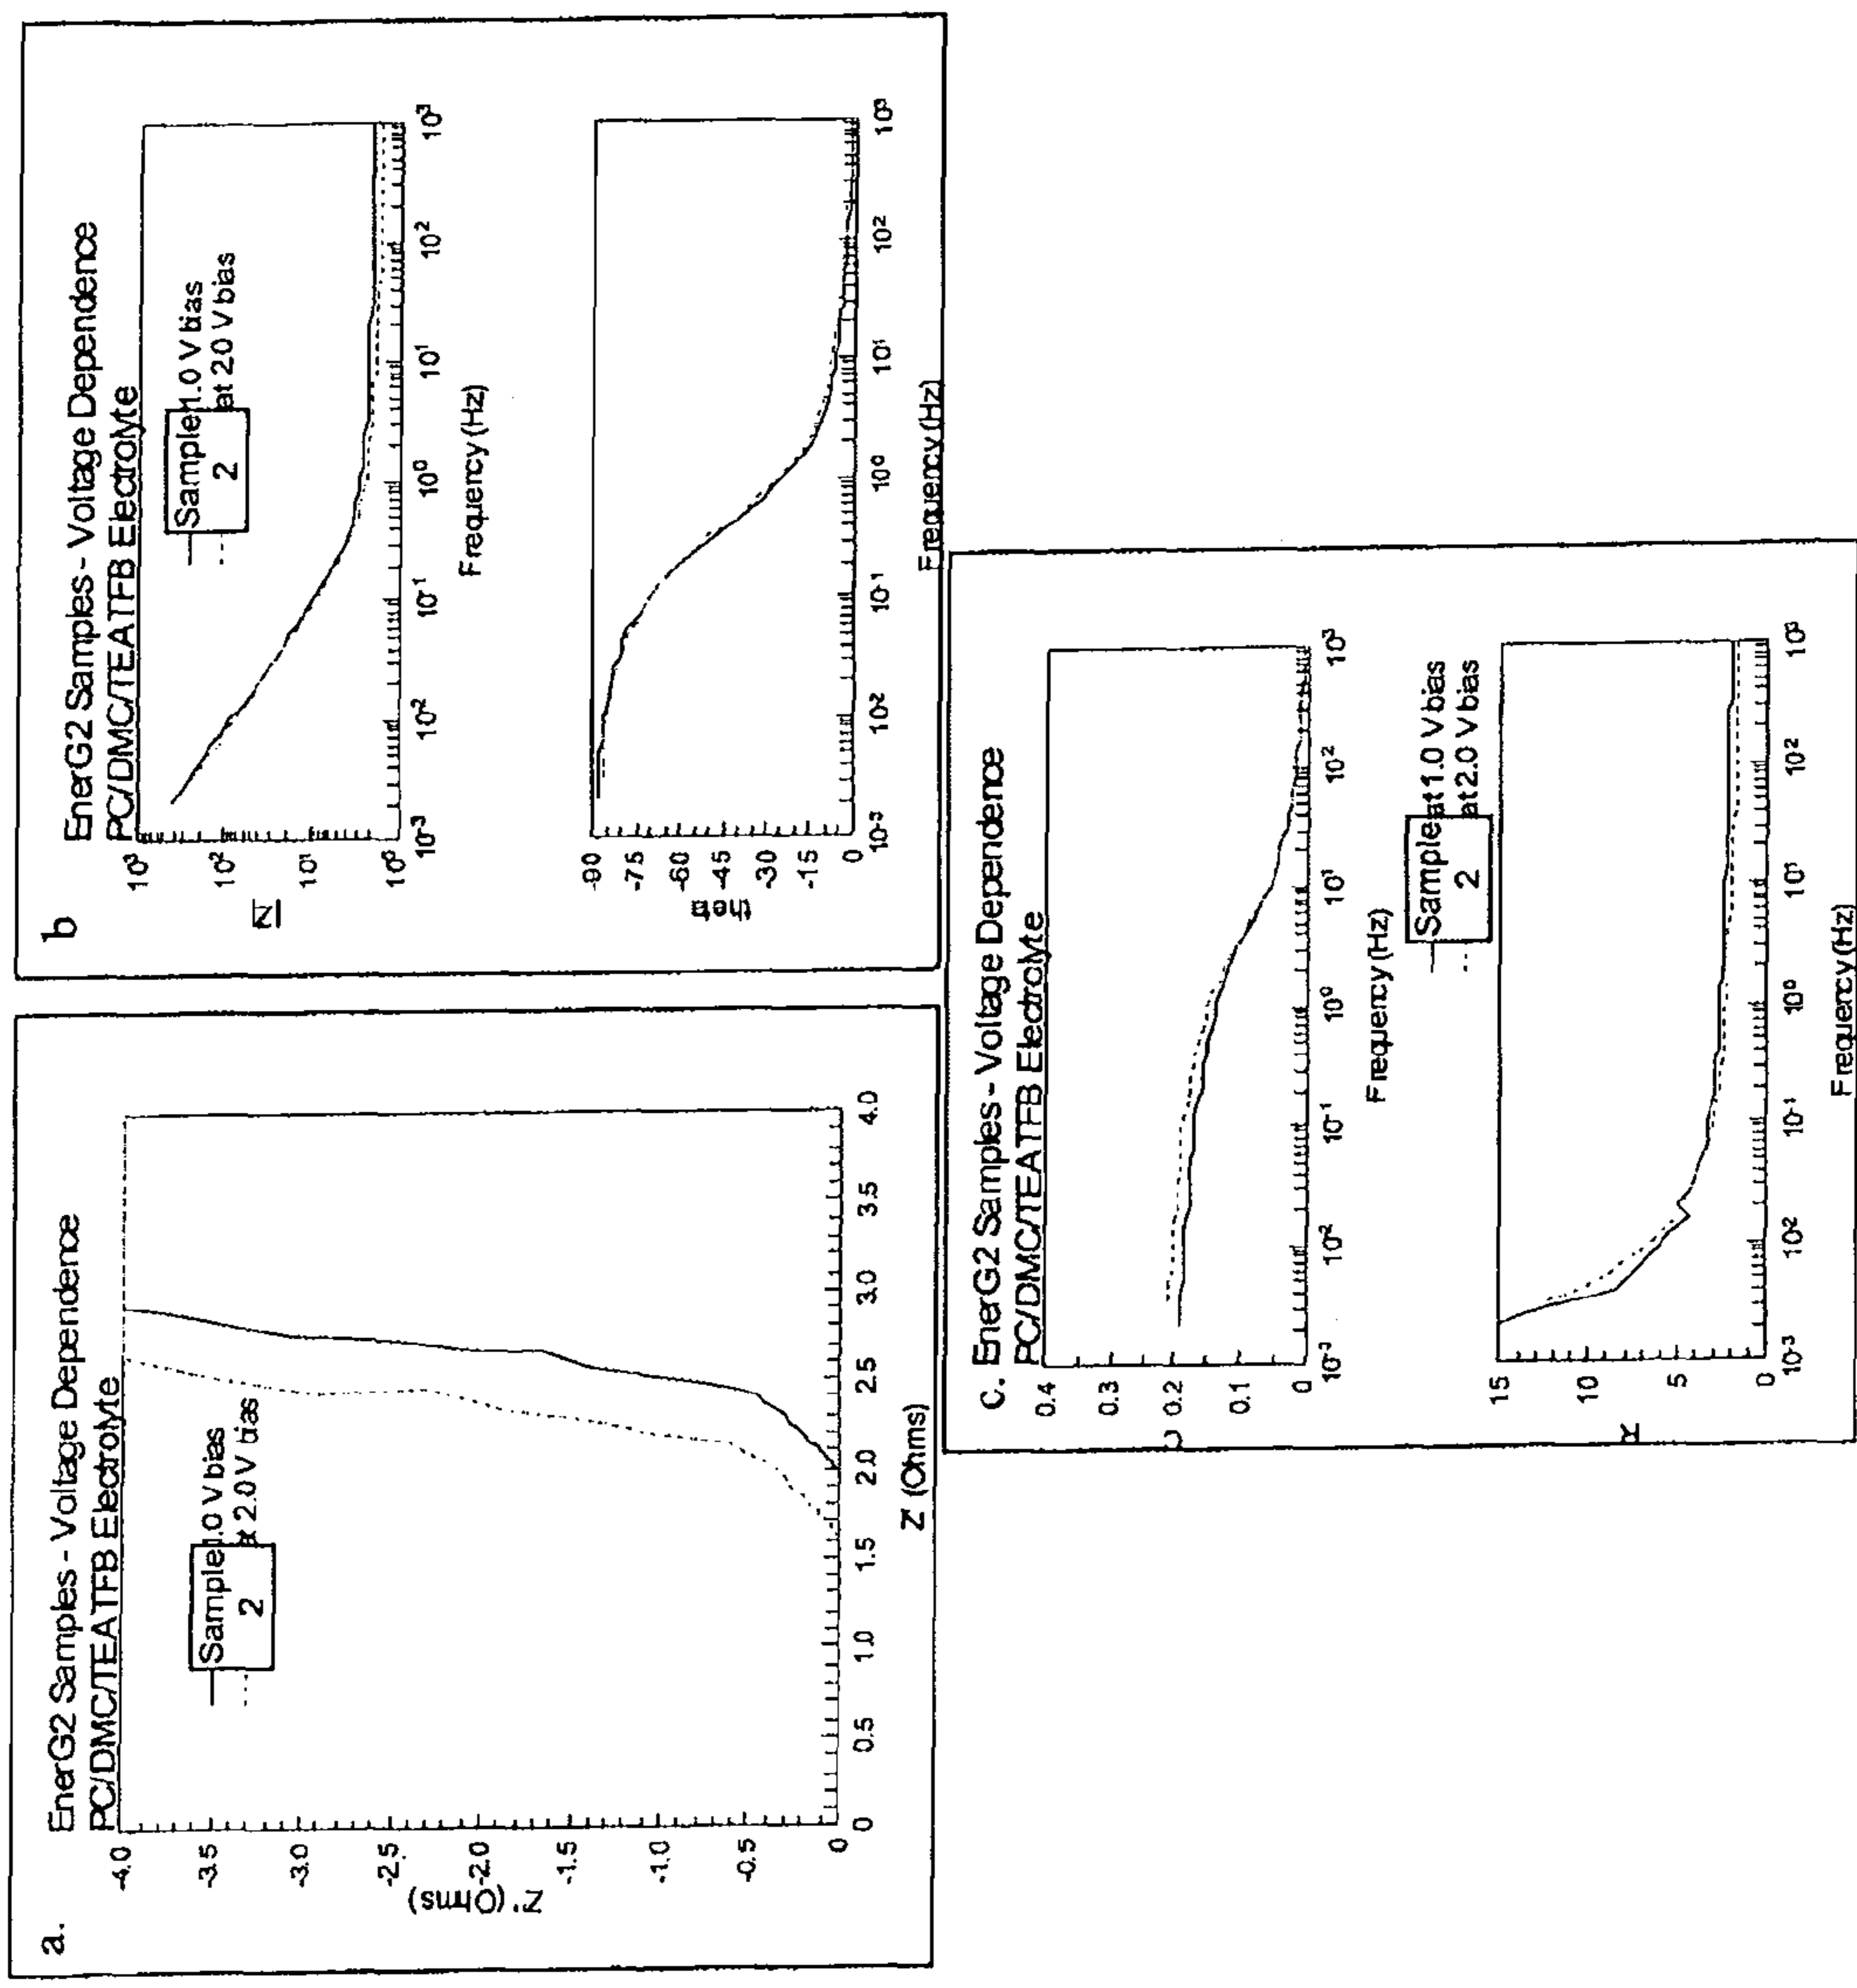 a.
EnerG2 Samples - Voltage Dependence
PC/DMC/TEATFB Electrolyte
Sample 1.0 V bias
2 at 2.0 V bias
-4.0
-3.5
-3.0
-2.5
-2.0
-1.5
-1.0
-0.5
0
Z'' (Ohms)
0 0.5 1.0 1.5 2.0 2.5 3.0 3.5 4.0
Z' (Ohms)
b
EnerG2 Samples - Voltage Dependence
PC/DMC/TEATFB Electrolyte
Sample 1.0 V bias
2 at 2.0 V bias
10³
10²
10¹
10⁰
|Z|
10⁻³ 10⁻² 10⁻¹ 10⁰ 10¹ 10² 10³
Frequency (Hz)
-90
-75
-60
-45
-30
-15
0
theta
10⁻³ 10⁻² 10⁻¹ 10⁰ 10¹ 10² 10³
Frequency (Hz)
c. EnerG2 Samples - Voltage Dependence
PC/DMC/TEATFB Electrolyte
0.4
0.3
0.2
0.1
0
10⁻³ 10⁻² 10⁻¹ 10⁰ 10¹ 10² 10³
Frequency (Hz)
Sample at 1.0 V bias
2 at 2.0 V bias
15
10
5
0
10⁻³ 10⁻² 10⁻¹ 10⁰ 10¹ 10² 10³
Frequency (Hz)